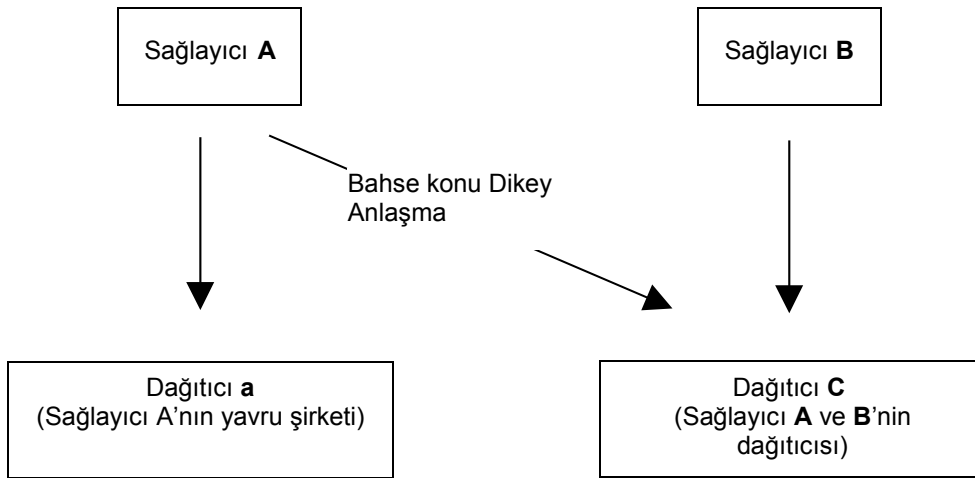 Sağlayıcı A
Sağlayıcı B
Bahse konu Dikey
Anlaşma
Dağıtıcı a
(Sağlayıcı A’nın yavru şirketi)
Dağıtıcı C
(Sağlayıcı A ve B’nin
dağıtıcısı)